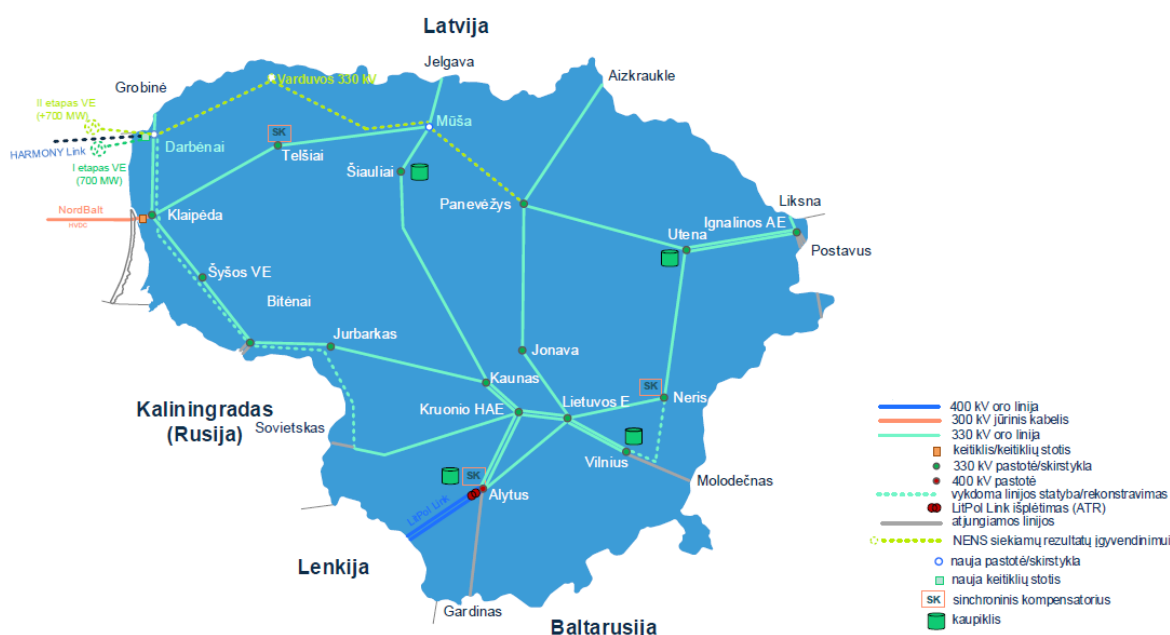 Latvija
Jelgava
Aizkraukle
Grobinė
Varduvos 330 kV
II etapas VE
(+700 MW)
HARMONY Link
I etapas VE
(700 MW)
Darbėnai
SK
Telšiai
Mūša
Šiauliai
Panevėžys
Liksna
Ignalinos AE
Utena
Postavus
NordBalt
HVDC
Klaipėda
Šyšos VE
Bitėnai
Jurbarkas
Jonava
Kaunas
Kruonio HAE
Lietuvos E
SK
Neris
Kaliningradas
(Rusija)
Sovietskas
Vilnius
Molodečnas
SK
Alytus
LitPol Link
Lenkija
Gardinas
Baltarusija
400 kV oro linija
300 kV jūrinis kabelis
330 kV oro linija
keitiklis/keitiklių stotis
330 kV pastotė/skirstykla
400 kV pastotė
vykdoma linijos statyba/rekonstravimas
LitPol Link išplėtimas (ATR)
atjungiamos linijos
NENS siekiamų rezultatų įgyvendinimui
nauja pastotė/skirstykla
nauja keitiklių stotis
SK sinchroninis kompensatorius
kaupiklis